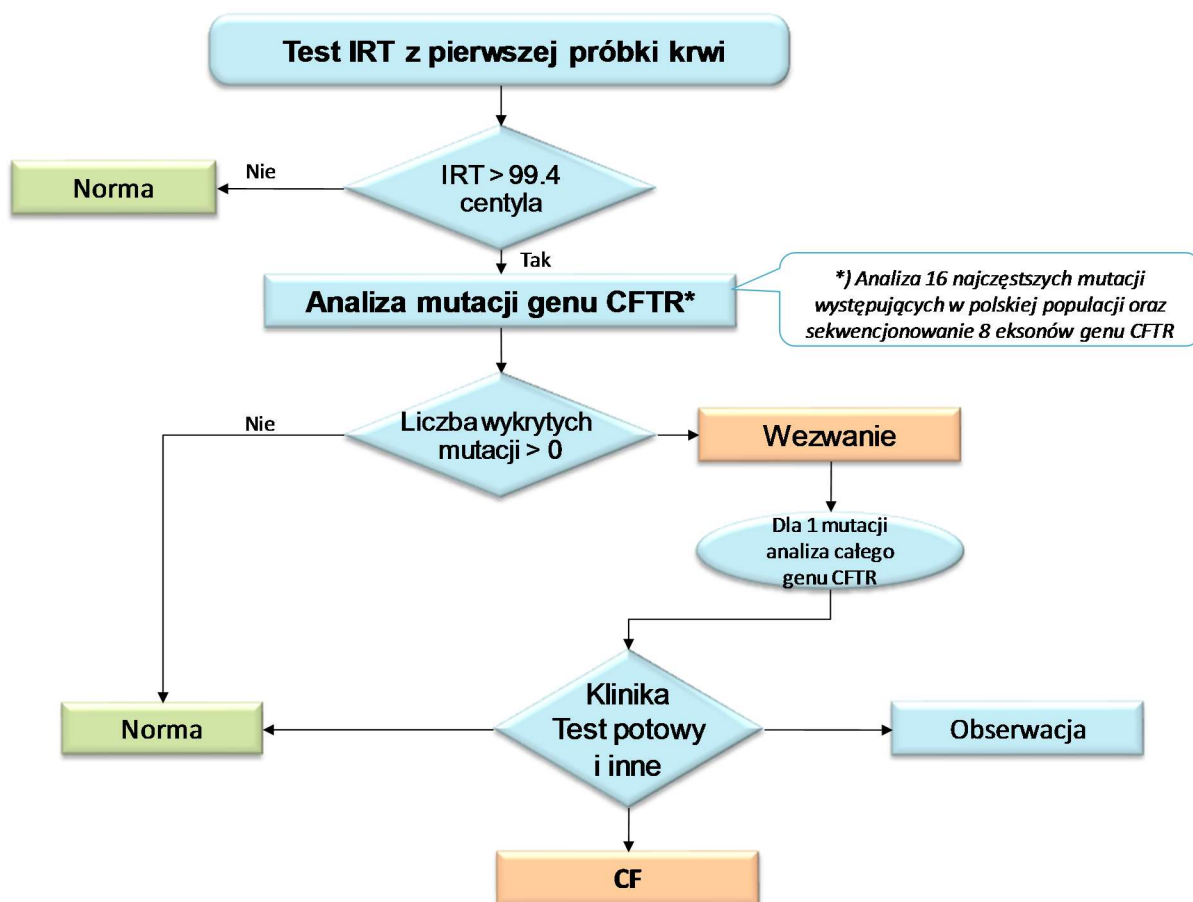 Test IRT z pierwszej próbki krwi
Nie
Norma
IRT > 99.4
centyla
Tak
Analiza mutacji genu CFTR*
*) Analiza 16 najczęstszych mutacji
występujących w polskiej populacji oraz
sekwencjonowanie 8 eksonów genu CFTR
Nie
Liczba wykrytych
mutacji > 0
Wezwanie
Dla 1 mutacji
analiza całego
genu CFTR
Norma
Klinika
Test potowy
i inne
Obserwacja
CF